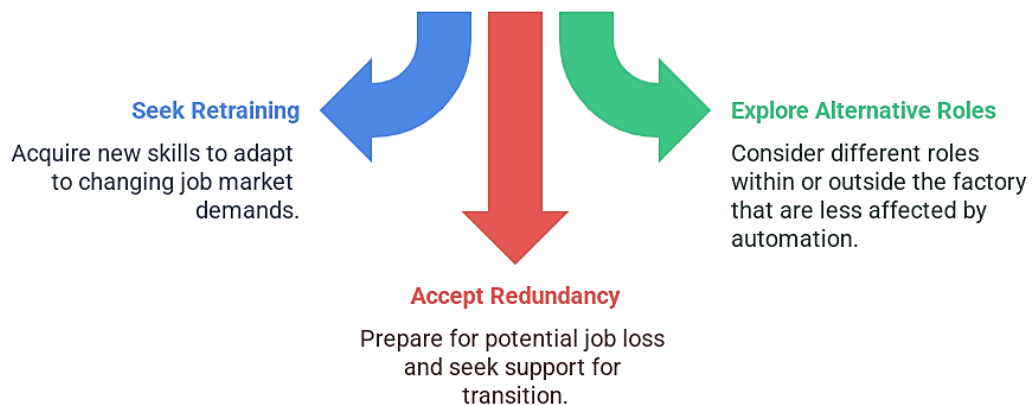 Seek Retraining
Acquire new skills to adapt
to changing job market
demands.
Explore Alternative Roles
Consider different roles
within or outside the factory
that are less affected by
automation.
Accept Redundancy
Prepare for potential job loss
and seek support for
transition.